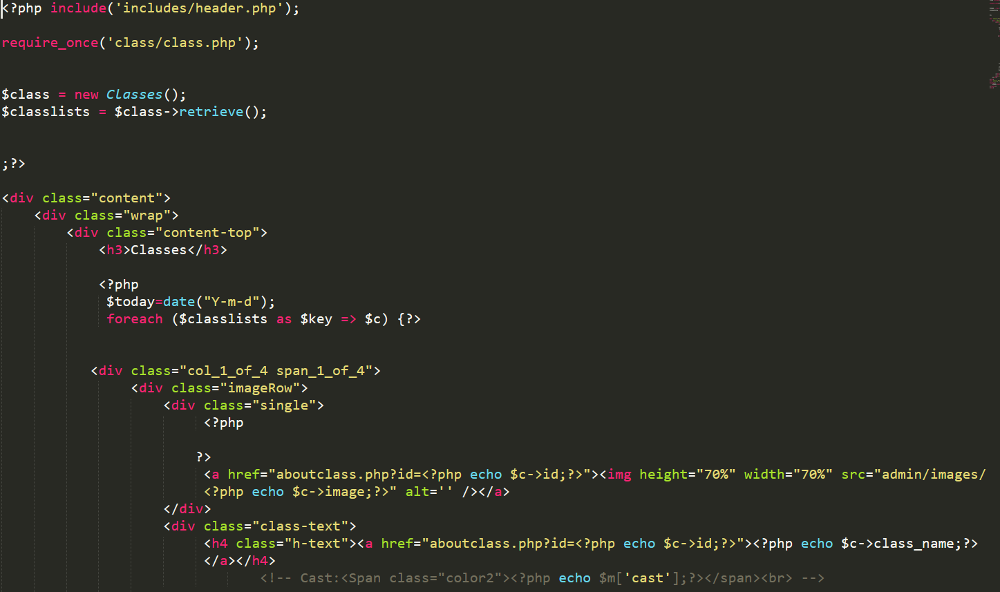 <?php include('includes/header.php');
require_once('class/class.php');
$class = new Classes();
$classlists = $class->retrieve();
;?>
<div class="content">
<div class="wrap">
<div class="content-top">
<h3>Classes</h3>
<?php
$today=date("Y-m-d");
foreach ($classlists as $key => $c) {?>
<div class="col_1_of_4 span_1_of_4">
<div class="imageRow">
<div class="single">
<?php
?>
<a href="aboutclass.php?id=<?php echo $c->id;?>"><img height="70%" width="70%" src="admin/images/
<?php echo $c->image;?>" alt='' /></a>
</div>
<div class="class-text">
<h4 class="h-text"><a href="aboutclass.php?id=<?php echo $c->id;?>"><?php echo $c->class_name;?>
</a></h4>
<!-- Cast:<Span class="color2"><?php echo $m['cast'];?></span><br> -->